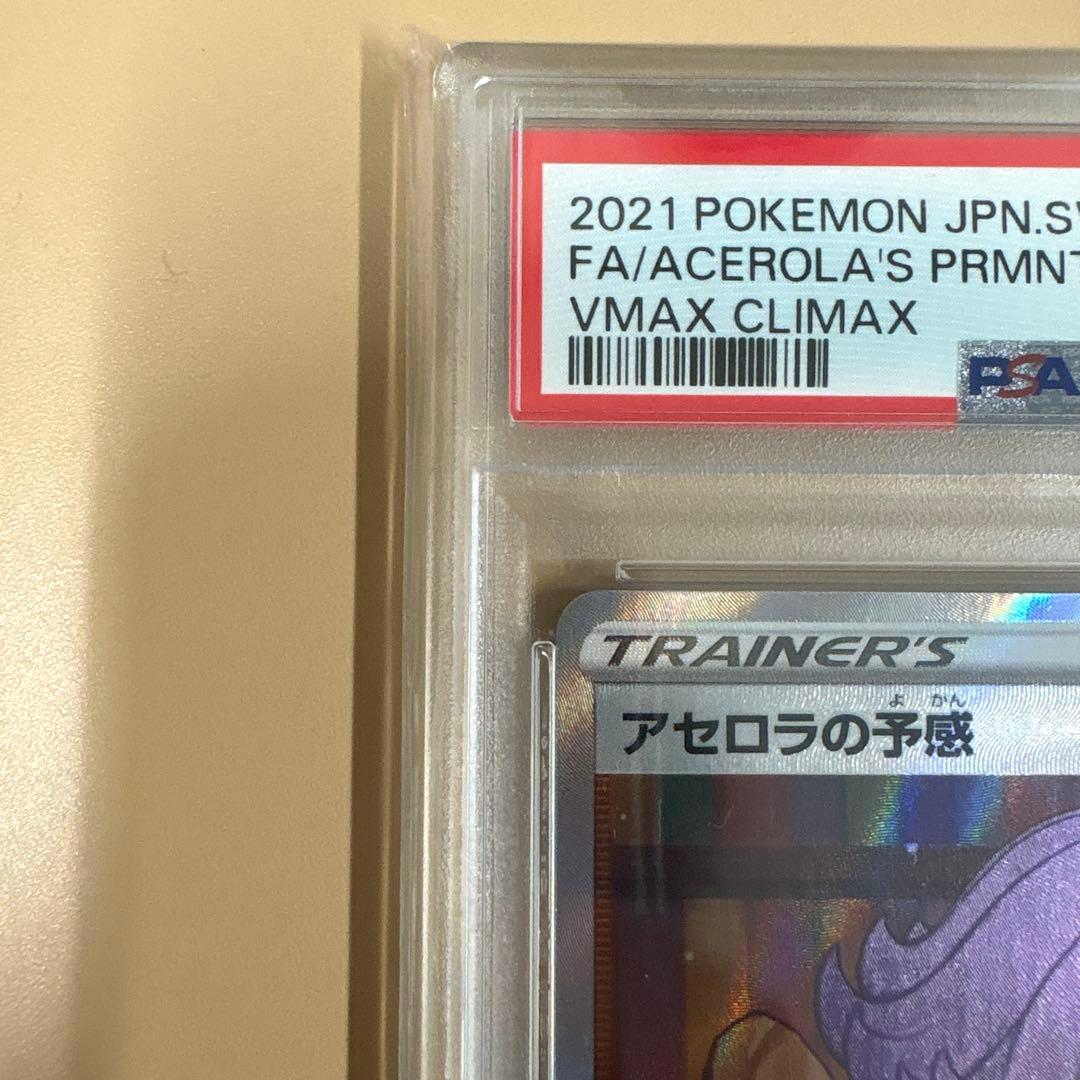 2021 POKEMON JPN.SW
FA/ACEROLA'S PRMNT
VMAX CLIMAX
PSA
TRAINER'S
よ かん
アセロラの予感